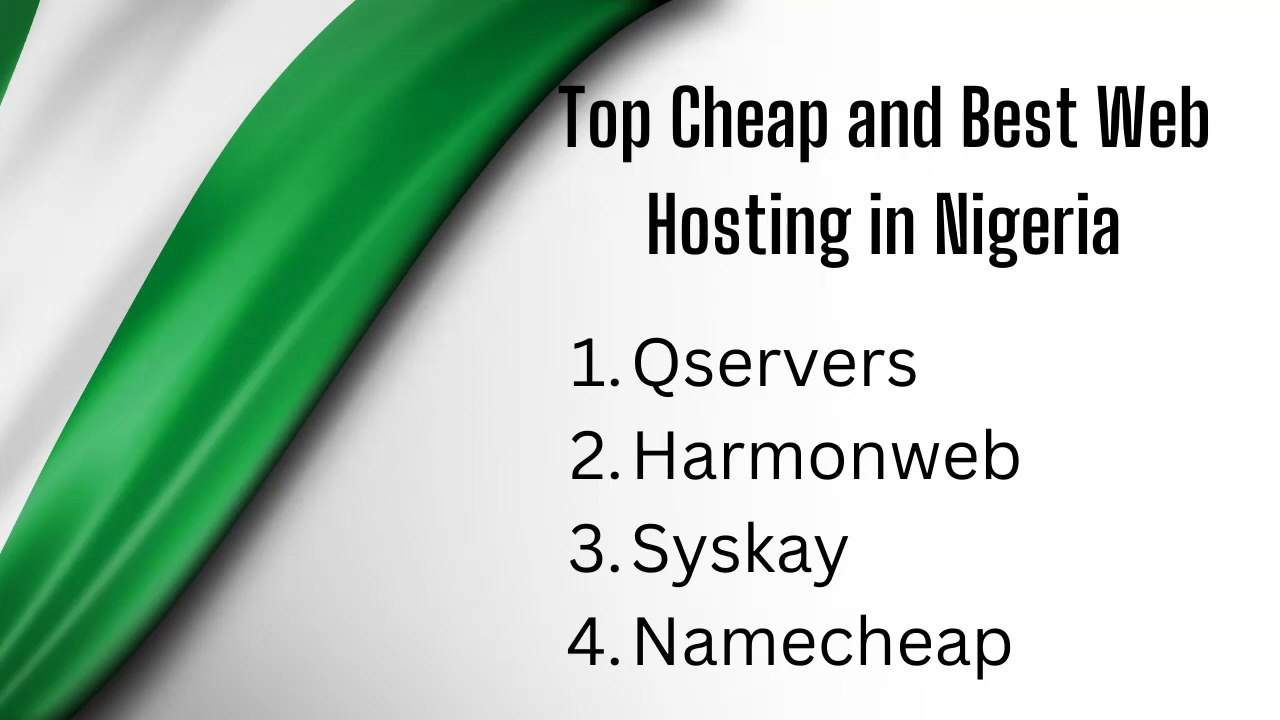 Top Cheap and Best Web
Hosting in Nigeria
1. Qservers
2. Harmonweb
3. Syskay
4. Namecheap